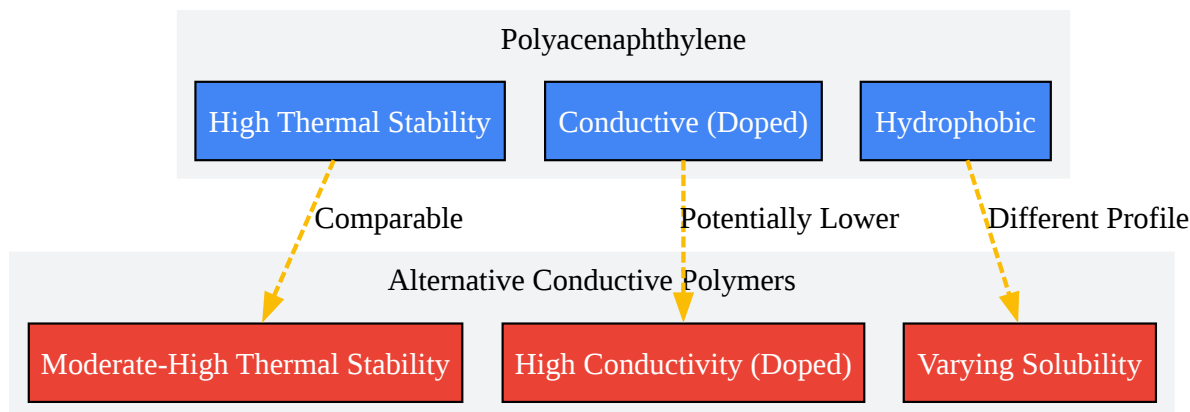 Polyacenaphthylene
High Thermal Stability
Conductive (Doped)
Hydrophobic
Comparable
Potentially Lower
Different Profile
Alternative Conductive Polymers
Moderate-High Thermal Stability
High Conductivity (Doped)
Varying Solubility